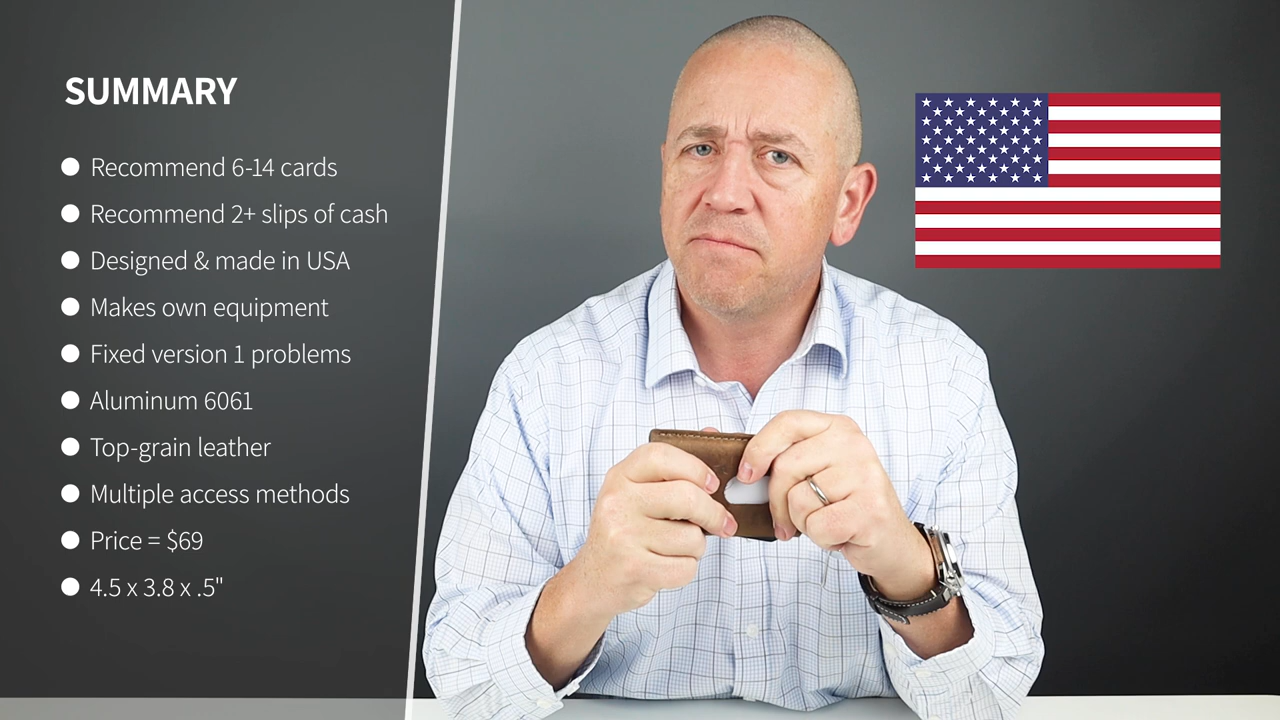 SUMMARY
Recommend 6-14 cards
Recommend 2+ slips of cash
Designed & made in USA
Makes own equipment
Fixed version 1 problems
Aluminum 6061
Top-grain leather
Multiple access methods
Price = $69
4.5 x 3.8 x .5"